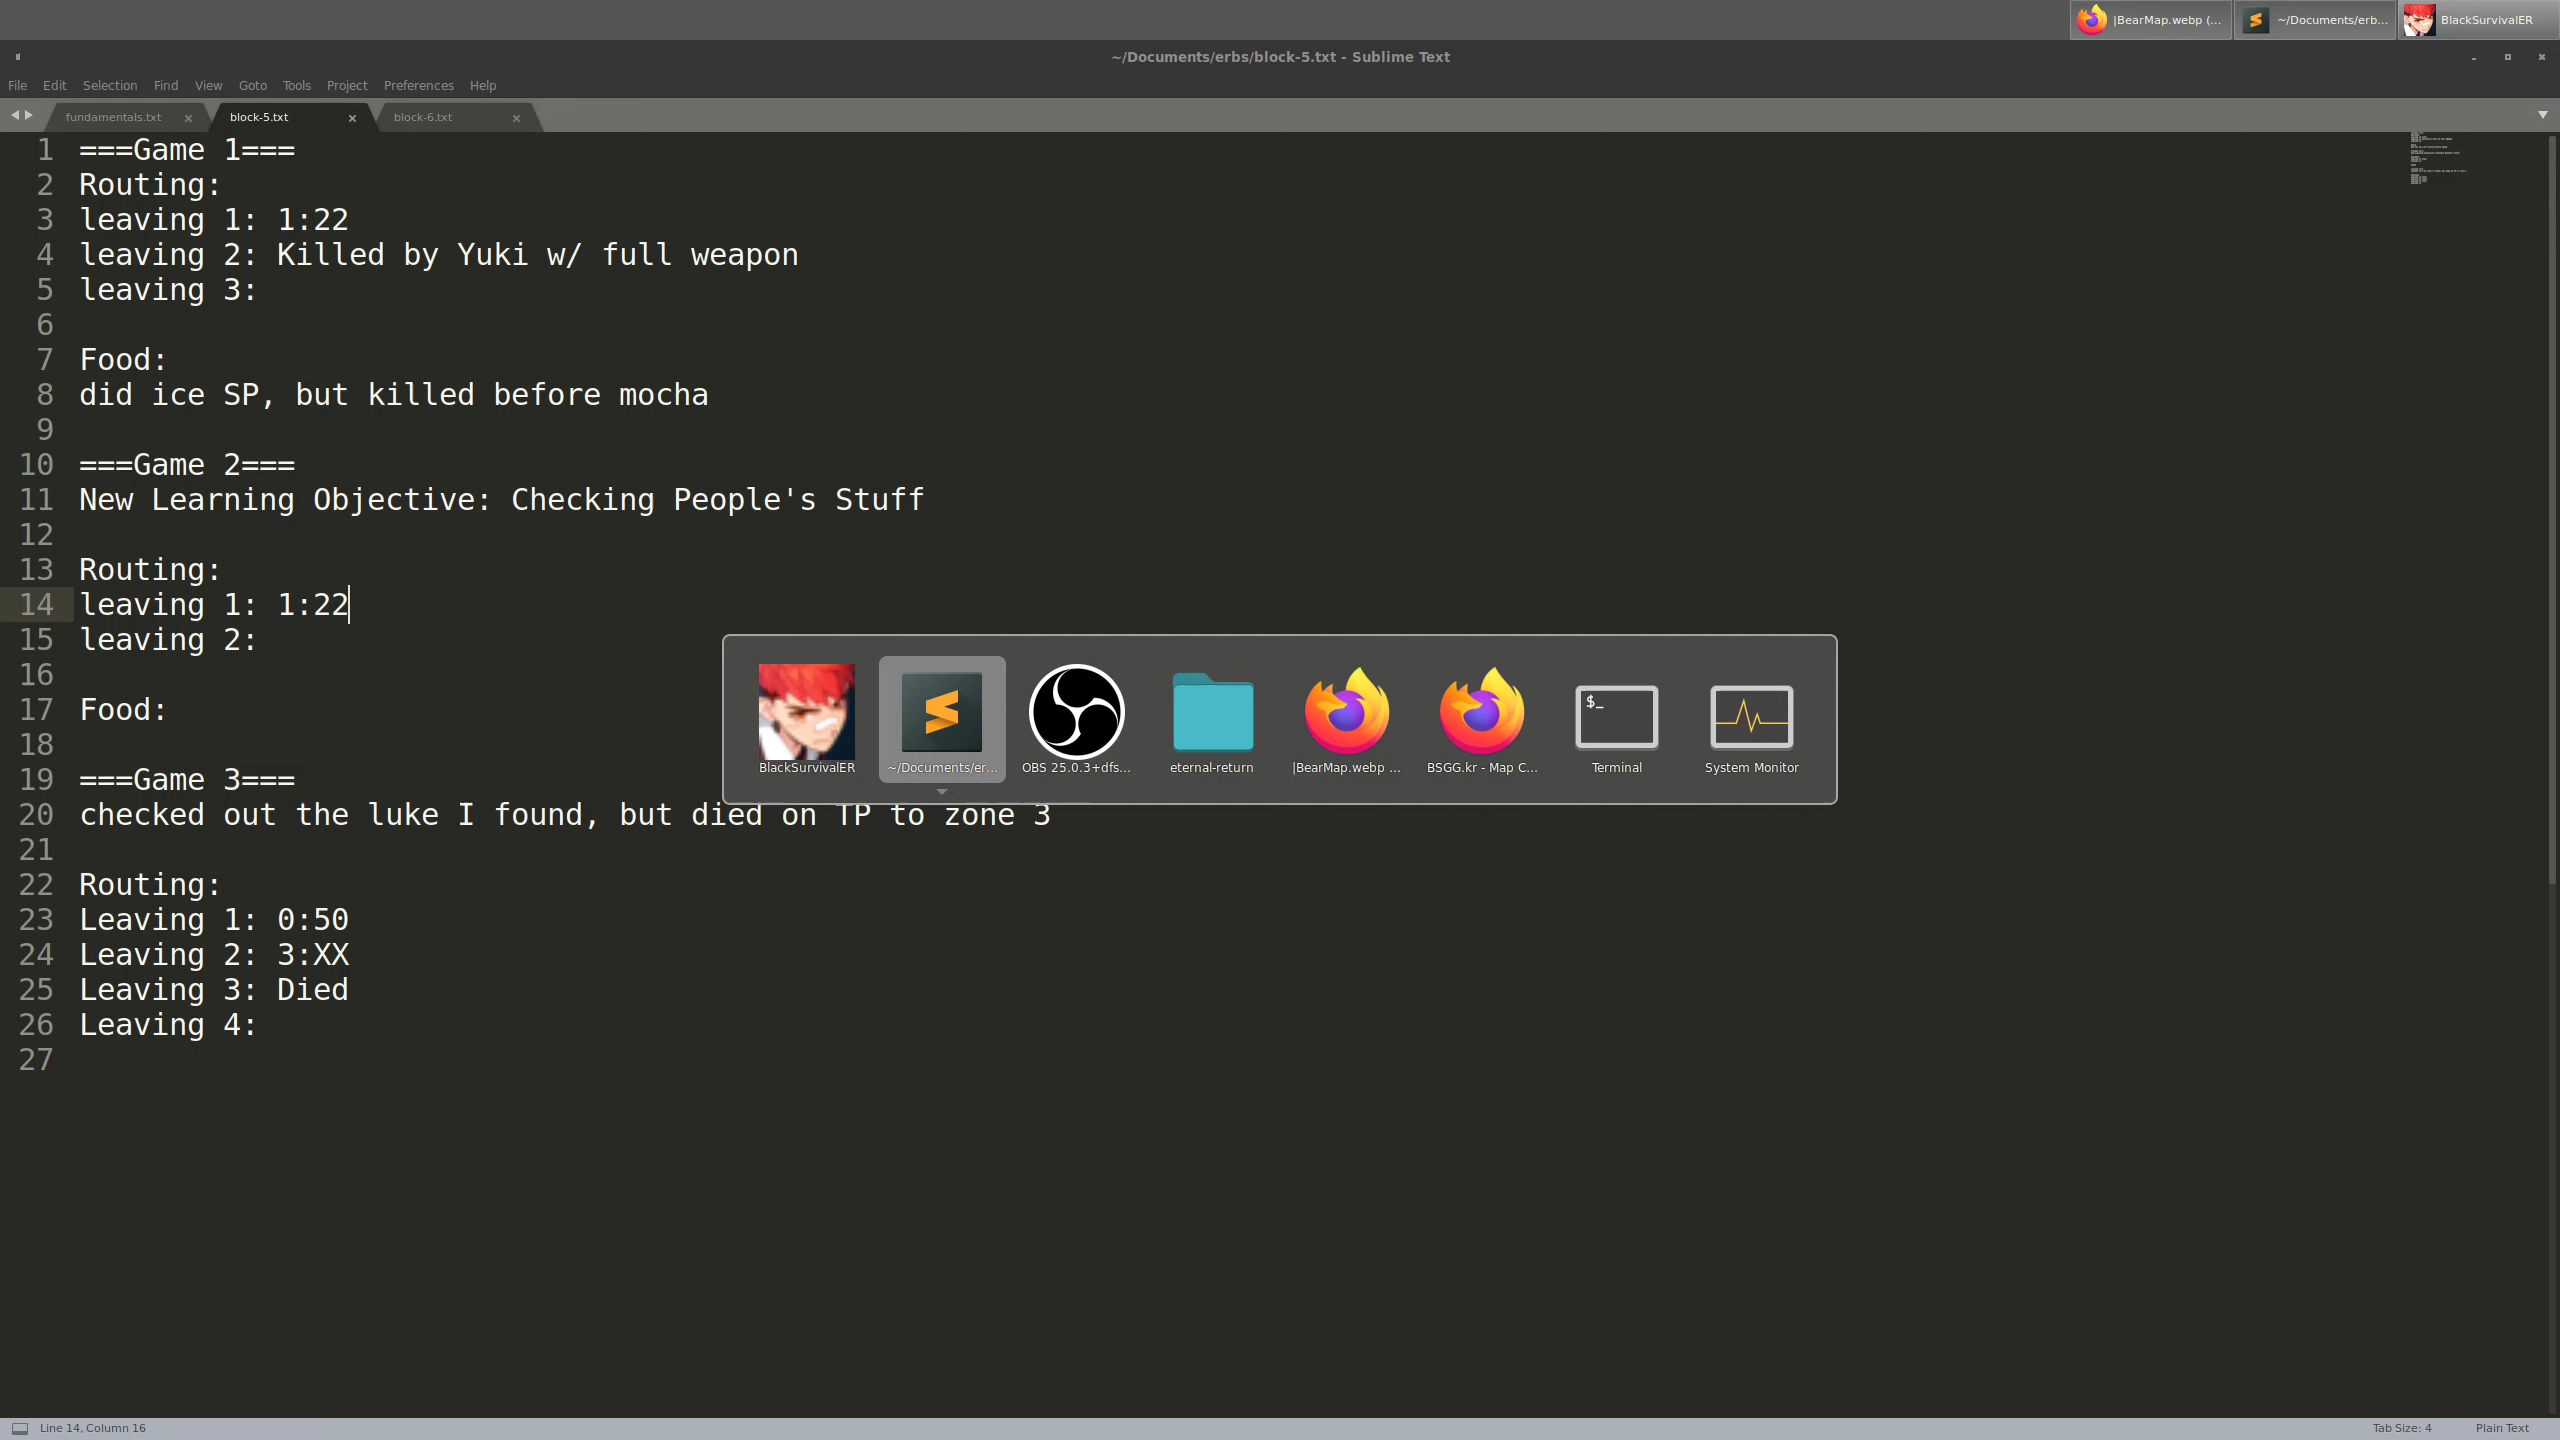 |BearMap.webp (...
~/Documents/erb...
BlackSurvivalER
~/Documents/erbs/block-5.txt - Sublime Text
File Edit Selection Find View Goto Tools Project Preferences Help
fundamentals.txt
block-5.txt
block-6.txt
1 ===Game 1===
2 Routing:
3 leaving 1: 1:22
4 leaving 2: Killed by Yuki w/ full weapon
5 leaving 3:
6
7 Food:
8 did ice SP, but killed before mocha
9
10 ===Game 2===
11 New Learning Objective: Checking People's Stuff
12
13 Routing:
14 leaving 1: 1:22
15 leaving 2:
16
17 Food:
18
19 ===Game 3===
20 checked out the luke I found, but died on TP to zone 3
21
22 Routing:
23 Leaving 1: 0:50
24 Leaving 2: 3:XX
25 Leaving 3: Died
26 Leaving 4:
27
BlackSurvivalER
~/Documents/er...
OBS 25.0.3+dfs...
eternal-return
|BearMap.webp ...
BSGG.kr - Map C...
$_
Terminal
System Monitor
Line 14, Column 16
Tab Size: 4
Plain Text